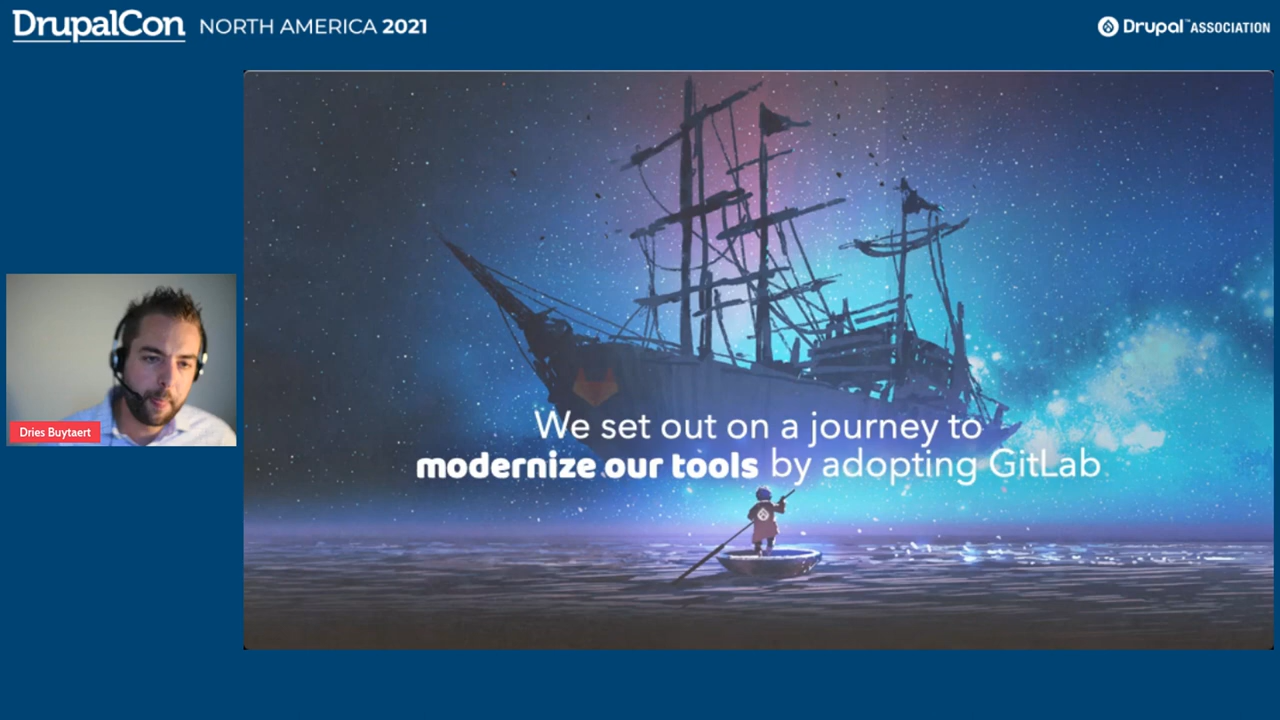 DrupalCon NORTH AMERICA 2021
Drupal™ ASSOCIATION
We set out on a journey to
modernize our tools by adopting GitLab
Dries Buytaert